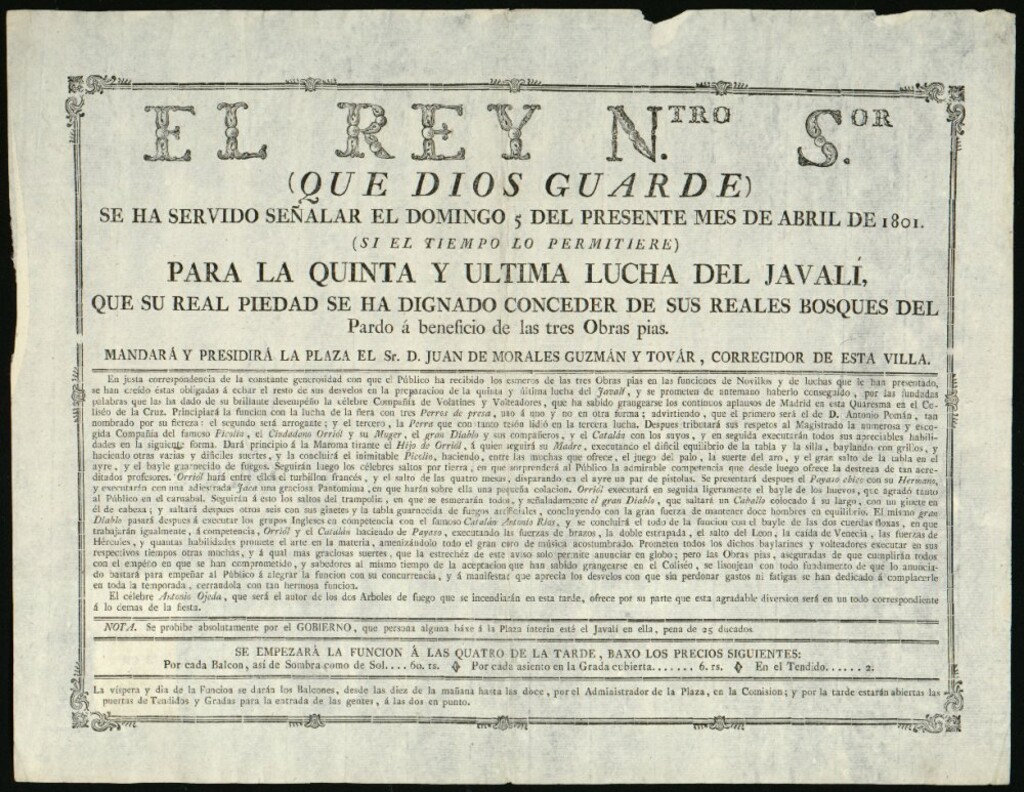 EL REY N.TRO S.OR
(QUE DIOS GUARDE)
SE HA SERVIDO SEÑALAR EL DOMINGO 5 DEL PRESENTE MES DE ABRIL DE 1801.
(SI EL TIEMPO LO PERMITIERE)
PARA LA QUINTA Y ULTIMA LUCHA DEL JAVALÍ,
QUE SU REAL PIEDAD SE HA DIGNADO CONCEDER DE SUS REALES BOSQUES DEL
Pardo á beneficio de las tres Obras pias.
MANDARÁ Y PRESIDIRÁ LA PLAZA EL Sr. D. JUAN DE MORALES GUZMÁN Y TOVÁR, CORREGIDOR DE ESTA VILLA.
En justa correspondencia de la constante generosidad con que el Público ha recibido los esmeros de las tres Obras pias en las funciones de Novillos y de luchas que le han presentado,
se han creido éstas obligadas á echar el resto de sus desvelos en la preparacion de la quinta y última lucha del Javalí, y se prometen de antemano haberlo conseguido, por las fundadas
palabras que las ha dado de su brillante desempeño la célebre Compañía de Volatines y Volteadores, que ha sabido grangearse los continuos aplausos de Madrid en esta Quaresma en el Co-
liséo de la Cruz. Principiará la funcion con la lucha de la fiera con tres Perros de presa, uno á uno y no en otra forma; advirtiendo, que el primero será el de D. Antonio Pomán, tan
nombrado por su fiereza: el segundo será arrogante; y el tercero, la Perra que con tanto tesón lidió en la tercera lucha. Despues tributará sus respetos al Magistrado la numerosa y esco-
gida Compañia del famoso Picolio, el Ciudadano Orriól y su Muger, el gran Diablo y sus compañeros, y el Catalán con los suyos, y en seguida executarán todos sus apreciables habili-
dades en la siguiente forma. Dará principio á la Maroma tirante el Hijo de Orriól, á quien seguirá su Madre, executando el dificil equilibrio de la tabla y la silla, baylando con grillos, y
haciendo otras varias y dificiles suertes, y la concluirá el inimitable Picolio, haciendo, entre las muchas que ofrece, el juego del palo, la suerte del aro, y el gran salto de la tabla en el
ayre, y el bayle guarnecido de fuegos. Seguirán luego los célebres saltos por tierra, en que sorprenderá al Público la admirable competencia que desde luego ofrece la destreza de tan acre-
ditados profesores. Orriól hará entre ellos el turbillon francés, y el salto de las quatro mesas, disparando en el ayre un par de pistolas. Se presentará despues el Payaso chico con su Hermano,
y executarán con una adiestrada Jaca una graciosa Pantomima, en que harán sobre ella una pequeña colacion. Orriól executará en seguida ligeramente el bayle de los huevos, que agradó tanto
al Público en el carnabal. Seguirán á esto los saltos del trampolin, en que se esmerarán todos, y señaladamente el gran Diablo, que saltará un Caballo colocado á su largo, con un ginete en
él de cabeza; y saltará despues otros seis con sus ginetes y la tabla guarnecida de fuegos artificiales, concluyendo con la gran fuerza de mantener doce hombres en equilibrio. El mismo gran
Diablo pasará despues á executar los grupos Ingleses en competencia con el famoso Catalán Antonio Rios, y se concluirá el todo de la funcion con el bayle de las dos cuerdas floxas, en que
trabajarán igualmente, á competencia, Orriól y el Catalán haciendo de Payaso, executando las fuerzas de brazos, la doble estrapada, el salto del Leon, la caida de Venecia, las fuerzas de
Hércules, y quantas habilidades promete el arte en la materia, amenizándolo todo el gran coro de música acostumbrado. Prometen todos los dichos baylarines y volteadores executar en sus
respectivos tiempos otras muchas, y á qual mas graciosas suertes, que la estrechéz de este aviso solo permite anunciar en globo; pero las Obras pias, aseguradas de que cumplirán todos
con el empeño en que se han comprometido, y sabedores al mismo tiempo de la aceptacion que han sabido grangearse en el Coliséo, se lisonjean con todo fundamento de que lo anuncia-
do bastará para empeñar al Público á alegrar la funcion con su concurrencia, y á manifestar que aprecia los desvelos con que sin perdonar gastos ni fatigas se han dedicado á complacerle
en toda la temporada, cerrandola con tan hermosa funcion.
El célebre Antonio Ojeda, que será el autor de los dos Arboles de fuego que se incendiarán en esta tarde, ofrece por su parte que esta agradable diversion será en un todo correspondiente
á lo demas de la fiesta.
NOTA. Se prohibe absolutamente por el GOBIERNO, que persona alguna báxe á la Plaza interin esté el Javalí en ella, pena de 25 ducados.
SE EMPEZARÁ LA FUNCION Á LAS QUATRO DE LA TARDE, BAXO LOS PRECIOS SIGUIENTES:
Por cada Balcon, asi de Sombra como de Sol.... 60. rs. Por cada asiento en la Grada cubierta....... 6. rs. En el Tendido...... 2.
La víspera y dia de la Funcion se darán los Balcones, desde las diez de la mañana hasta las doce, por el Administrador de la Plaza, en la Comision; y por la tarde estarán abiertas las
puertas de Tendidos y Gradas para la entrada de las gentes, á las dos en punto.